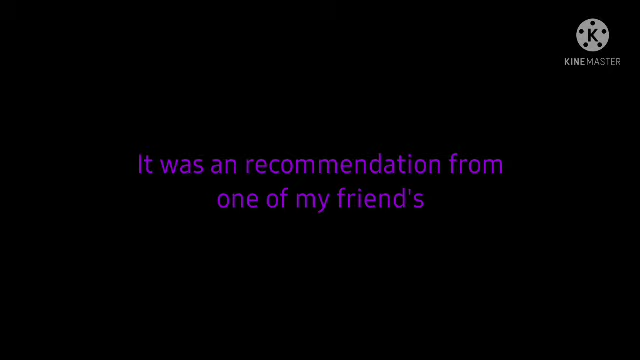 KINEMASTER
It was an recommendation from
one of my friend's